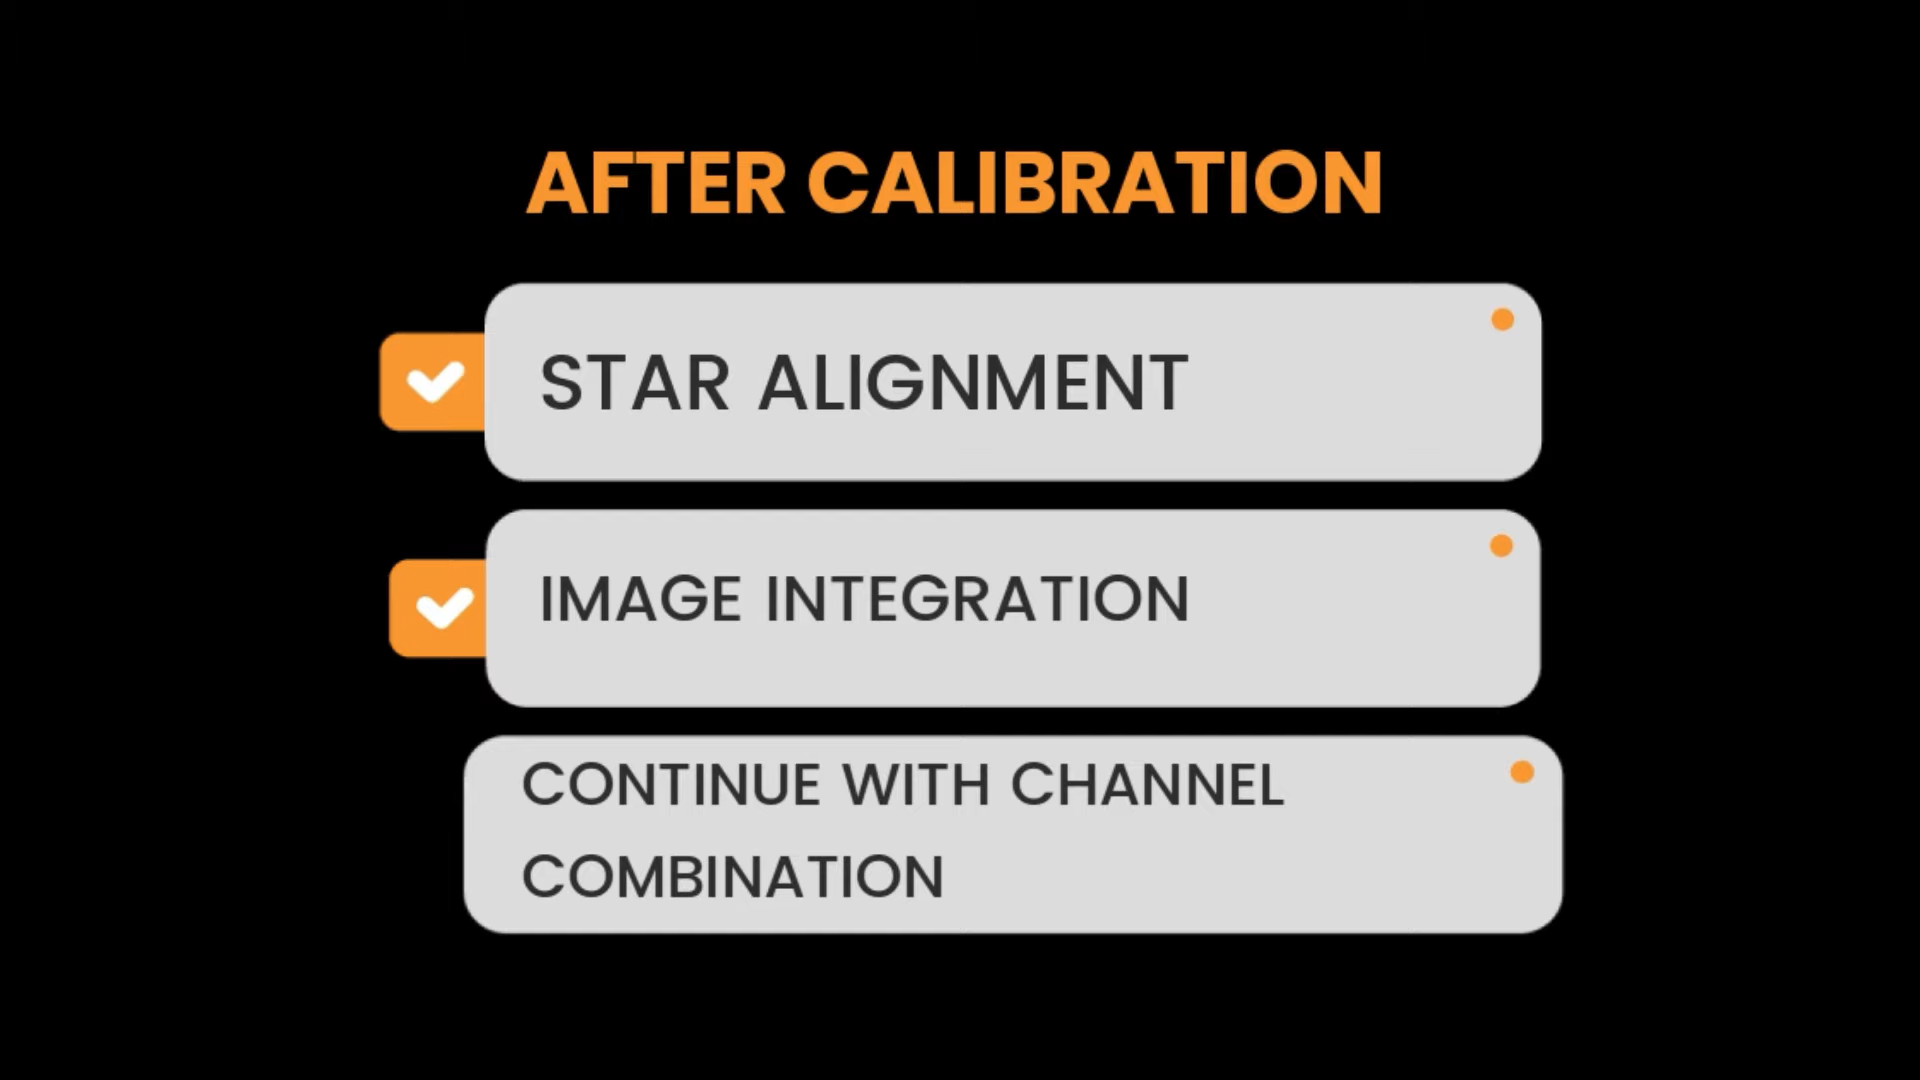 AFTER CALIBRATION
STAR ALIGNMENT
IMAGE INTEGRATION
CONTINUE WITH CHANNEL
COMBINATION